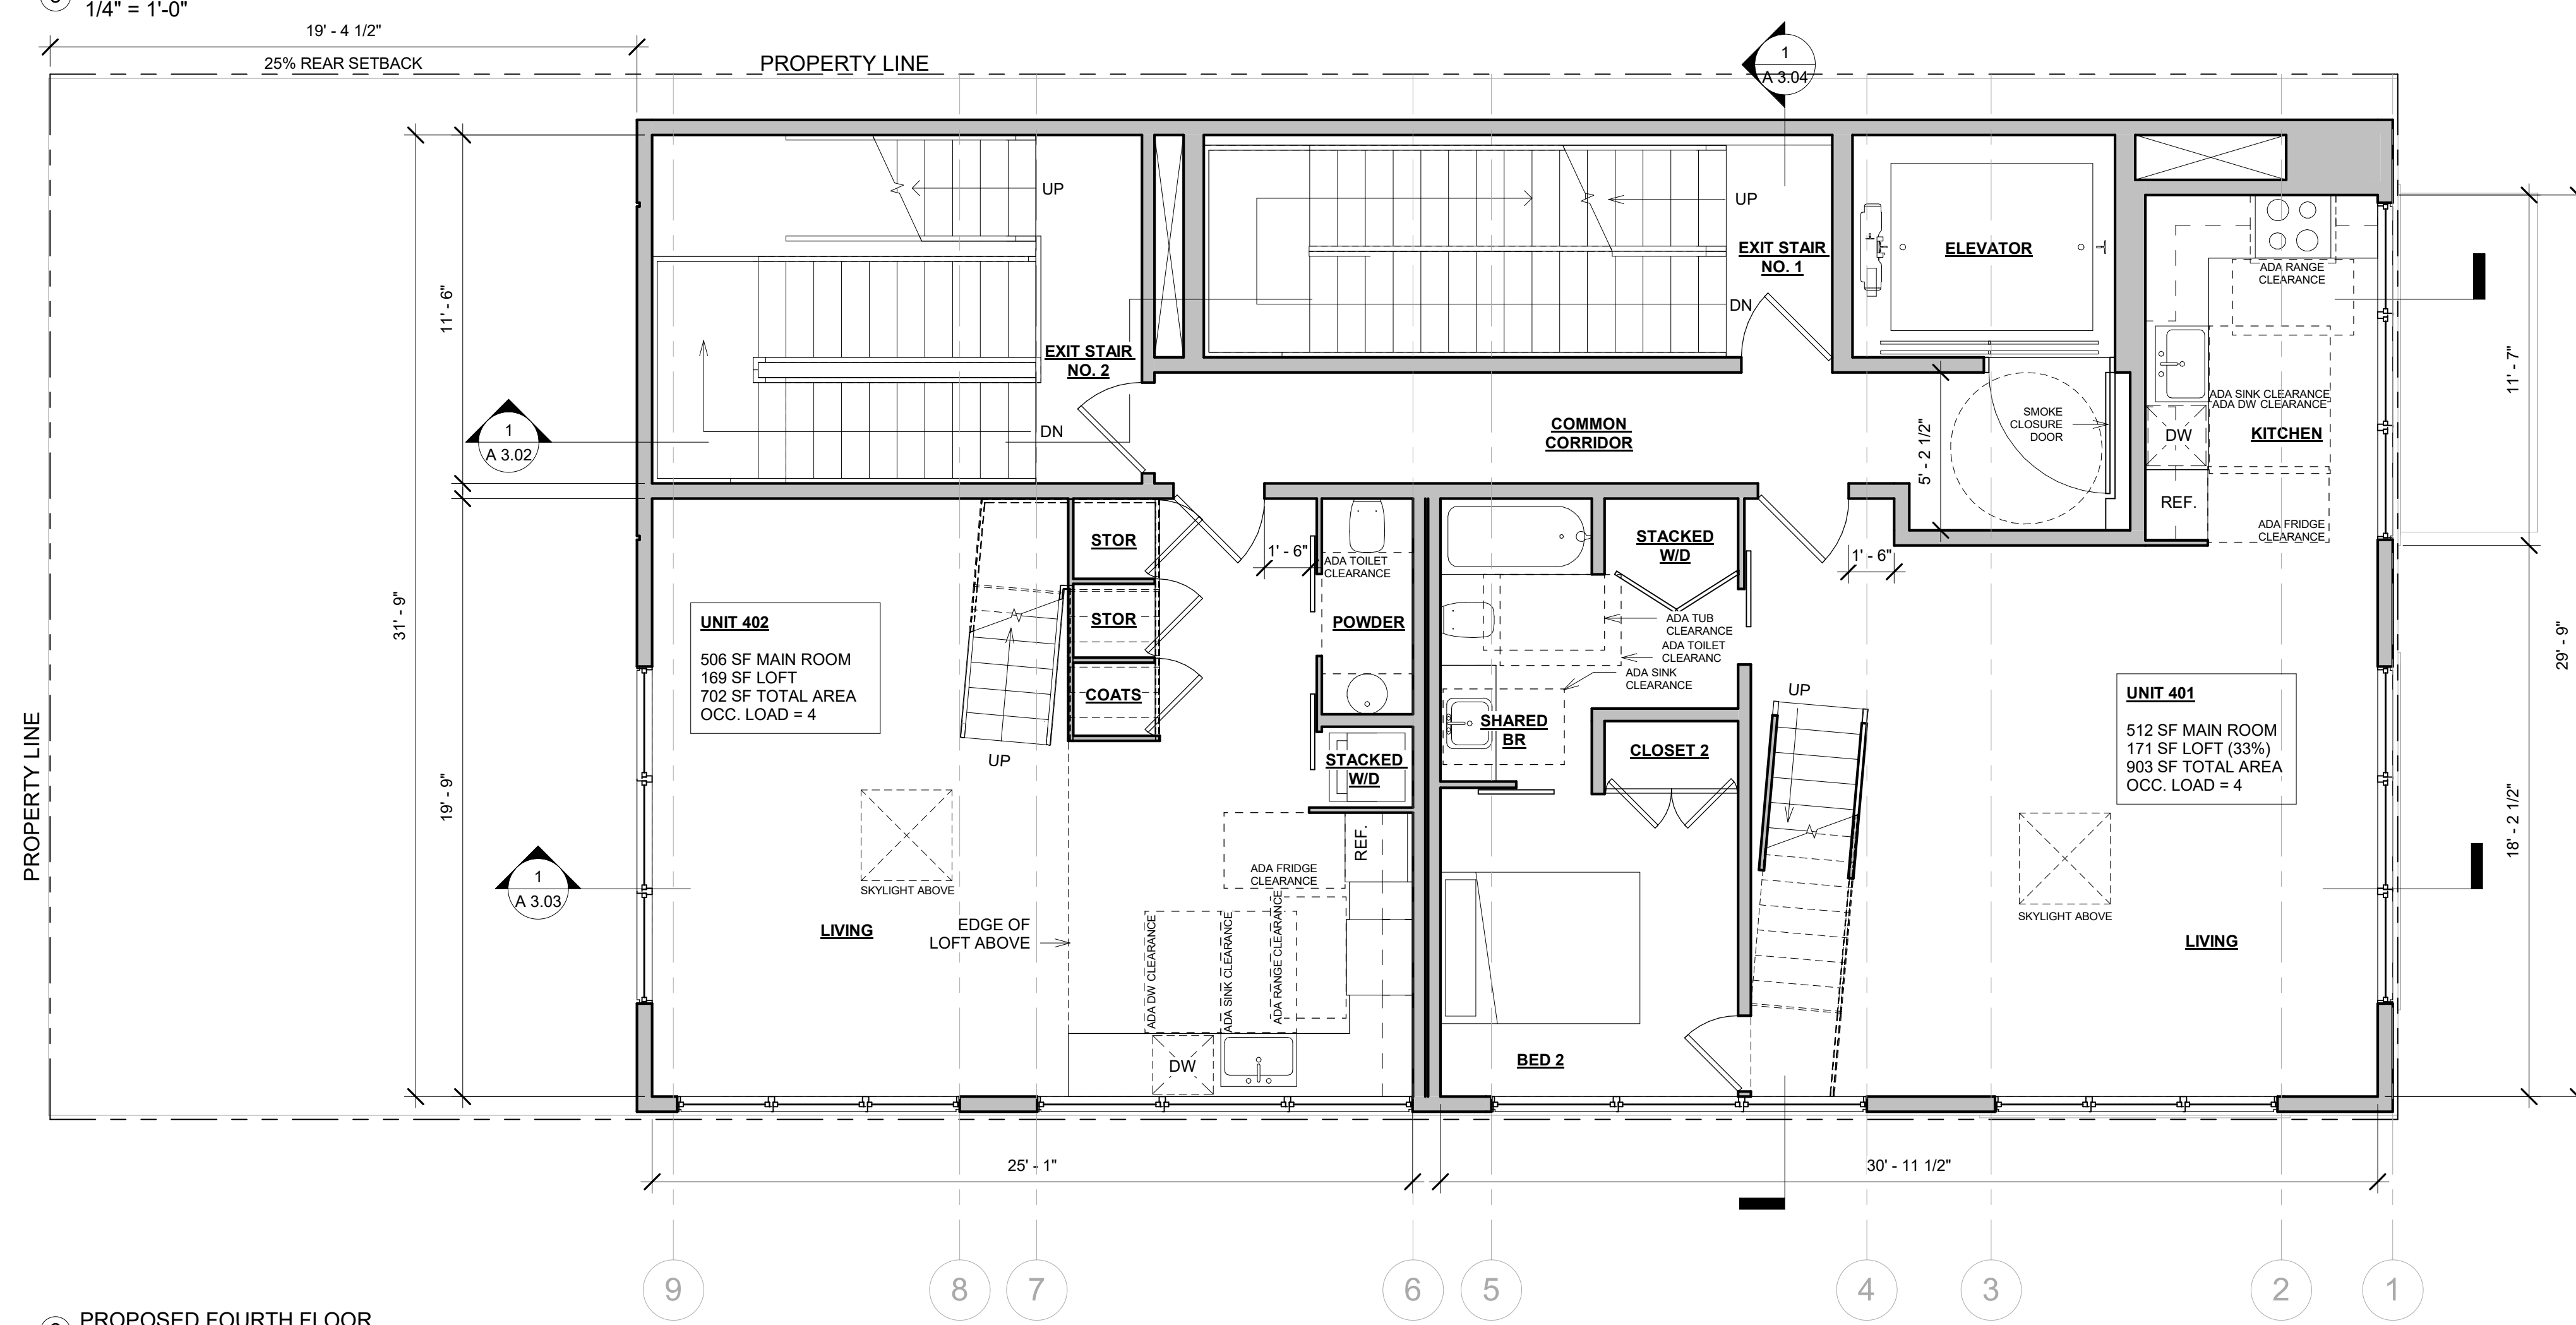 1/4" = 1'-0"
19' - 4 1/2"
25% REAR SETBACK
PROPERTY LINE
1
A 3.04
UP
UP
EXIT STAIR
NO. 1
ELEVATOR
ADA RANGE
CLEARANCE
11' - 6"
DN
EXIT STAIR
NO. 2
11' - 7"
1
A 3.02
DN
COMMON
CORRIDOR
5' - 2 1/2"
SMOKE
CLOSURE
DOOR
ADA SINK CLEARANCE
ADA DW CLEARANCE
DW
KITCHEN
REF.
ADA FRIDGE
CLEARANCE
31' - 9"
STOR
1' - 6"
ADA TOILET
CLEARANCE
STACKED
W/D
1' - 6"
UNIT 402
506 SF MAIN ROOM
169 SF LOFT
702 SF TOTAL AREA
OCC. LOAD = 4
STOR
POWDER
ADA TUB
CLEARANCE
ADA TOILET
CLEARANC
ADA SINK
CLEARANCE
29' - 9"
COATS
UP
SHARED
BR
UP
UNIT 401
512 SF MAIN ROOM
171 SF LOFT (33%)
903 SF TOTAL AREA
OCC. LOAD = 4
CLOSET 2
STACKED
W/D
PROPERTY LINE
19' - 9"
18' - 2 1/2"
REF.
ADA FRIDGE
CLEARANCE
SKYLIGHT ABOVE
1
A 3.03
SKYLIGHT ABOVE
LIVING
EDGE OF
LOFT ABOVE
ADA DW CLEARANCE
ADA SINK CLEARANCE
ADA RANGE CLEARANCE
LIVING
DW
BED 2
25' - 1"
30' - 11 1/2"
9
8
7
6
5
4
3
2
1
PROPOSED FOURTH FLOOR